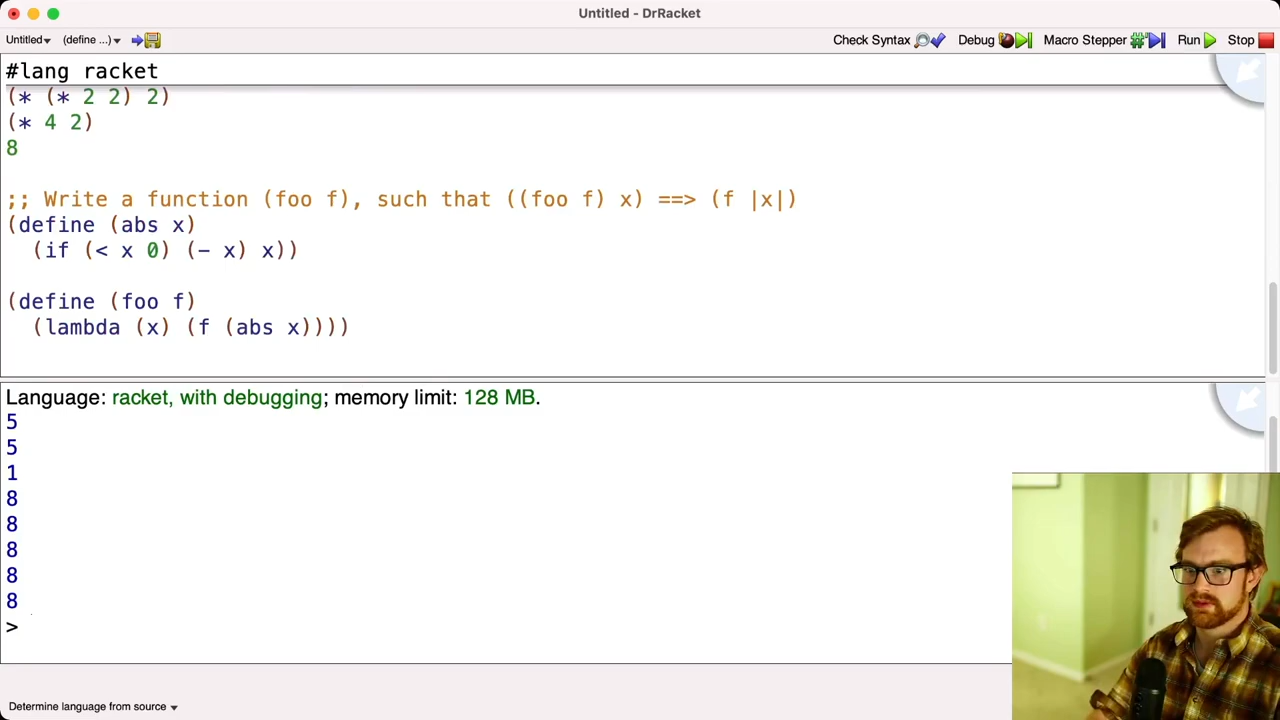 Untitled - DrRacket
Untitled (define ...) Check Syntax Debug Macro Stepper Run Stop
#lang racket
(* (* 2 2) 2)
(* 4 2)
8
;; Write a function (foo f), such that ((foo f) x) ==> (f |x|)
(define (abs x)
(if (< x 0) (- x) x))
(define (foo f)
(lambda (x) (f (abs x))))
Language: racket, with debugging; memory limit: 128 MB.
5
5
1
8
8
8
8
8
>
Determine language from source